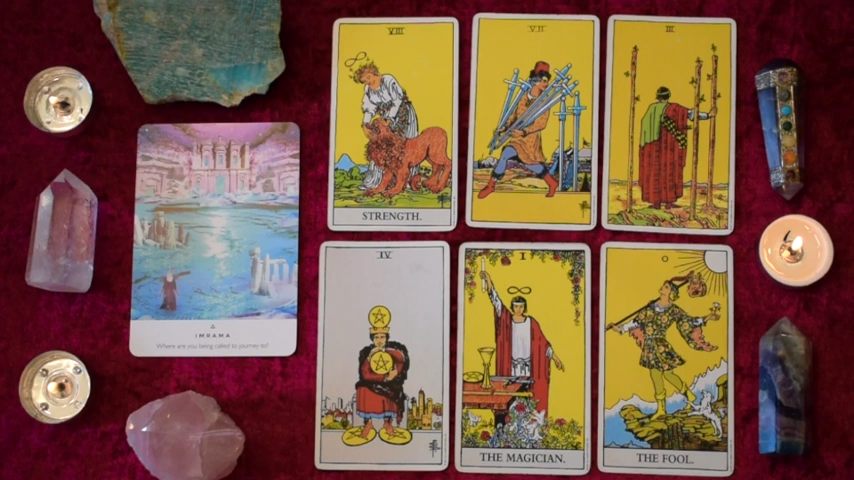 VIII
STRENGTH.
VII
III
IMRAMA
Where are you being called to journey to?
IV
I
THE MAGICIAN.
0
THE FOOL.